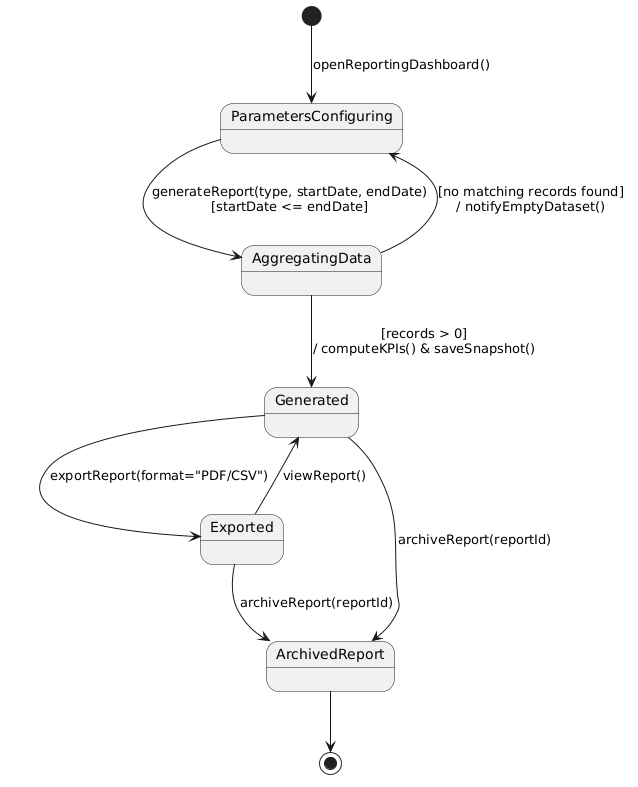 openReportingDashboard()
ParametersConfiguring
generateReport(type, startDate, endDate)
[startDate <= endDate]
[no matching records found]
/ notifyEmptyDataset()
AggregatingData
[records > 0]
/ computeKPIs() & saveSnapshot()
Generated
exportReport(format="PDF/CSV")
viewReport()
Exported
archiveReport(reportId)
archiveReport(reportId)
ArchivedReport